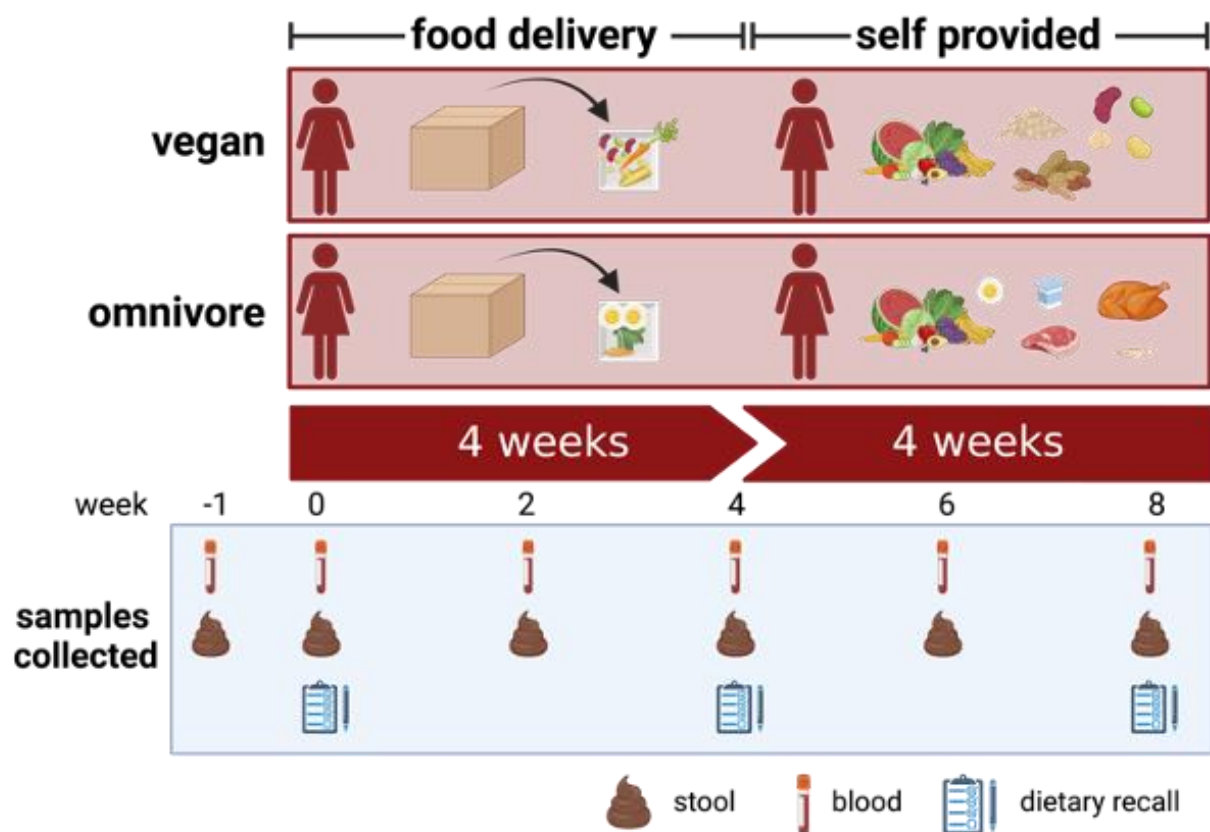 food delivery self provided
vegan
omnivore
4 weeks 4 weeks
week -1 0 2 4 6 8
samples
collected
stool blood dietary recall